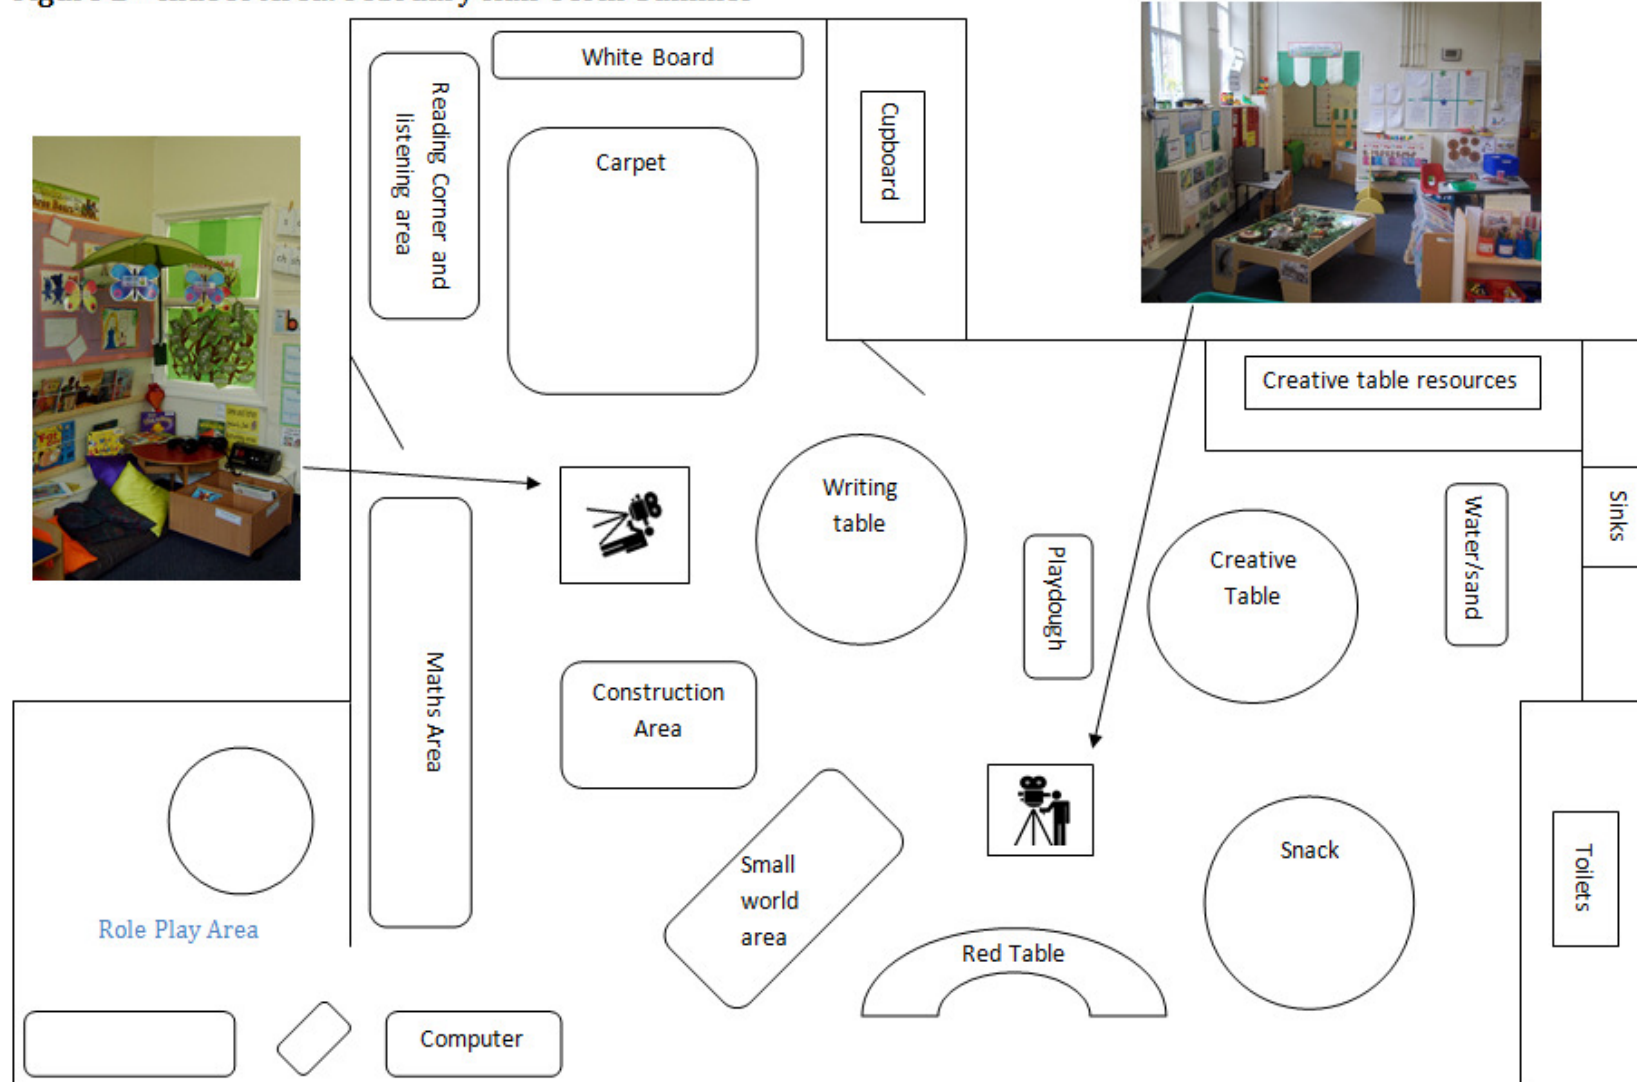 White Board
Reading Corner and
listening area
Carpet
Cupboard
Creative table resources
Writing
table
Playdough
Creative
Table
Water/sand
Sinks
Maths Area
Construction
Area
Small
world
area
Red Table
Snack
Toilets
Role Play Area
Computer